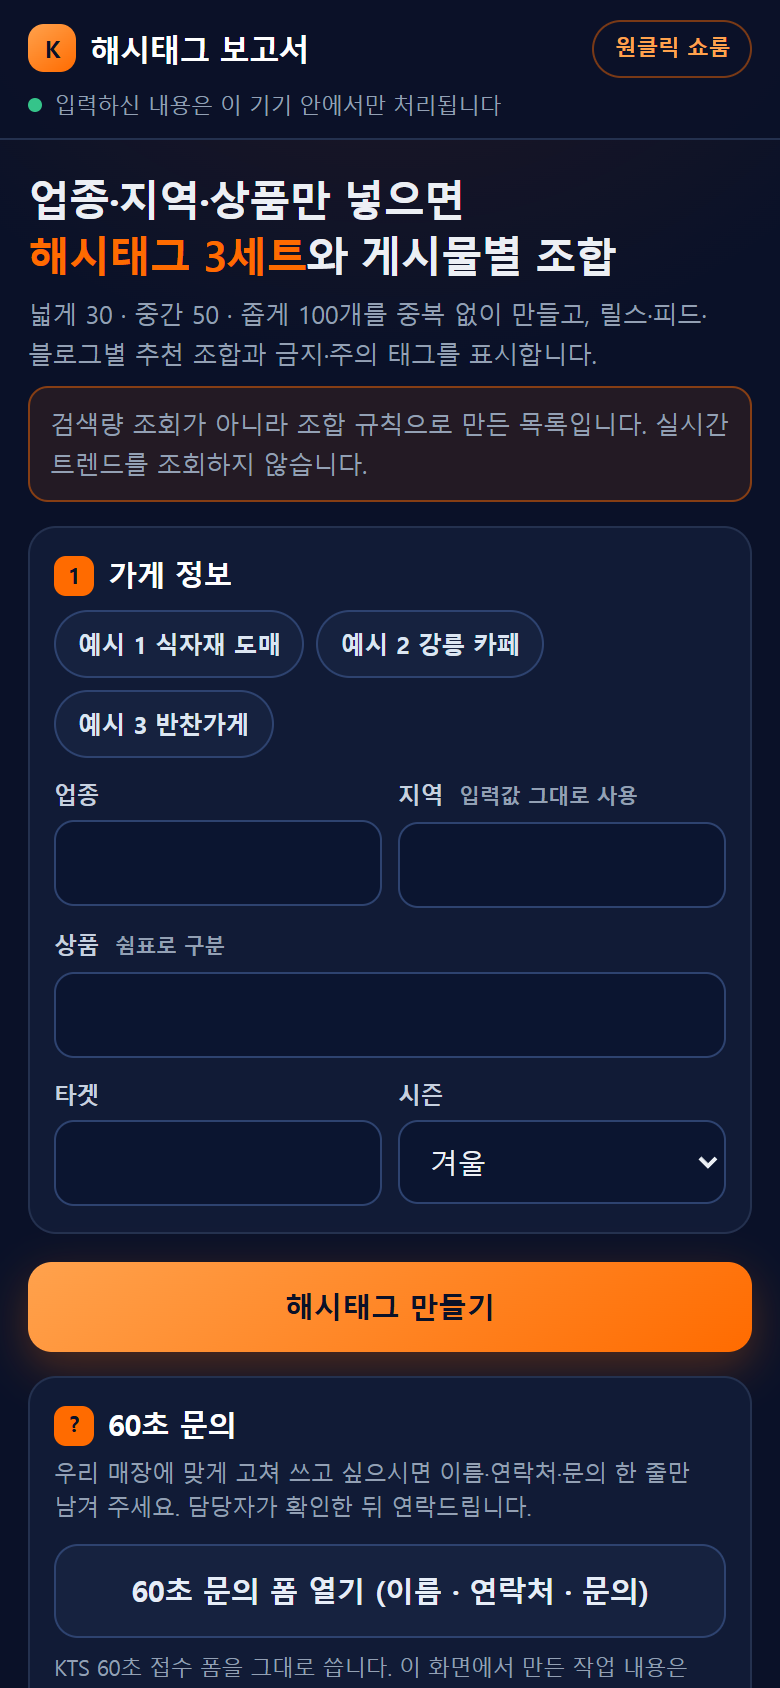 K 해시태그 보고서 원클릭 쇼룸
입력하신 내용은 이 기기 안에서만 처리됩니다
업종·지역·상품만 넣으면
해시태그 3세트와 게시물별 조합
넓게 30 · 중간 50 · 좁게 100개를 중복 없이 만들고, 릴스·피드·
블로그별 추천 조합과 금지·주의 태그를 표시합니다.
검색량 조회가 아니라 조합 규칙으로 만든 목록입니다. 실시간
트렌드를 조회하지 않습니다.
1 가게 정보
예시 1 식자재 도매 예시 2 강릉 카페
예시 3 반찬가게
업종 지역 입력값 그대로 사용
상품 쉼표로 구분
타겟 시즌
겨울
해시태그 만들기
? 60초 문의
우리 매장에 맞게 고쳐 쓰고 싶으시면 이름·연락처·문의 한 줄만
남겨 주세요. 담당자가 확인한 뒤 연락드립니다.
60초 문의 폼 열기 (이름 · 연락처 · 문의)
KTS 60초 접수 폼을 그대로 씁니다. 이 화면에서 만든 작업 내용은